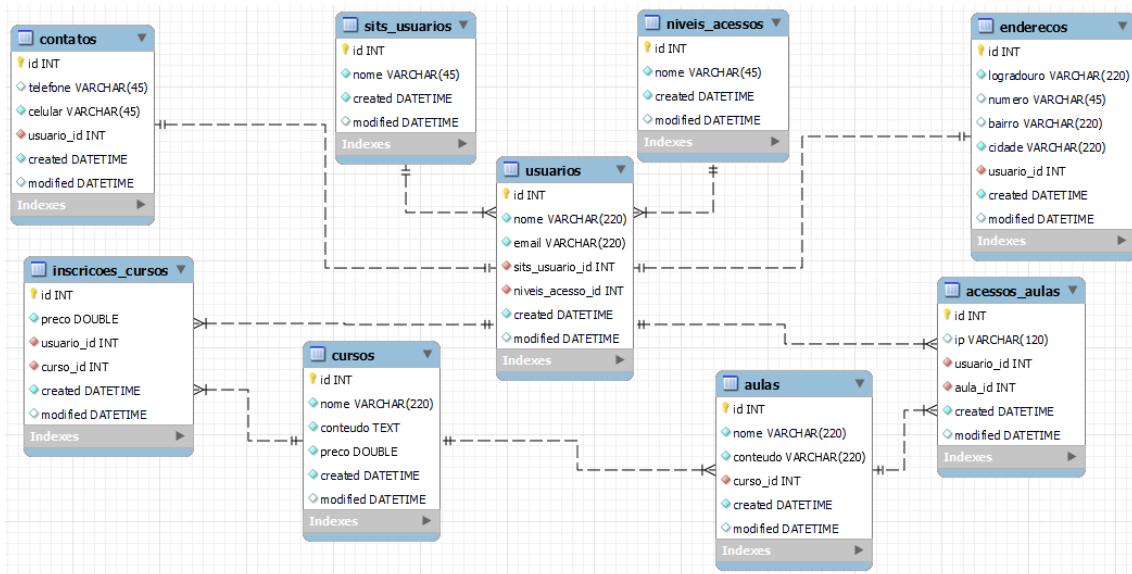 contatos
id INT
telefone VARCHAR(45)
celular VARCHAR(45)
usuario_id INT
created DATETIME
modified DATETIME
Indexes
sits_usuarios
id INT
nome VARCHAR(45)
created DATETIME
modified DATETIME
Indexes
niveis_acessos
id INT
nome VARCHAR(45)
created DATETIME
modified DATETIME
Indexes
enderecos
id INT
logradouro VARCHAR(220)
numero VARCHAR(45)
bairro VARCHAR(220)
cidade VARCHAR(220)
usuario_id INT
created DATETIME
modified DATETIME
Indexes
usuarios
id INT
nome VARCHAR(220)
email VARCHAR(220)
sits_usuario_id INT
niveis_acesso_id INT
created DATETIME
modified DATETIME
Indexes
inscricoes_cursos
id INT
preco DOUBLE
usuario_id INT
curso_id INT
created DATETIME
modified DATETIME
Indexes
cursos
id INT
nome VARCHAR(220)
conteudo TEXT
preco DOUBLE
created DATETIME
modified DATETIME
Indexes
aulas
id INT
nome VARCHAR(220)
conteudo VARCHAR(220)
curso_id INT
created DATETIME
modified DATETIME
Indexes
acessos_aulas
id INT
ip VARCHAR(120)
usuario_id INT
aula_id INT
created DATETIME
modified DATETIME
Indexes